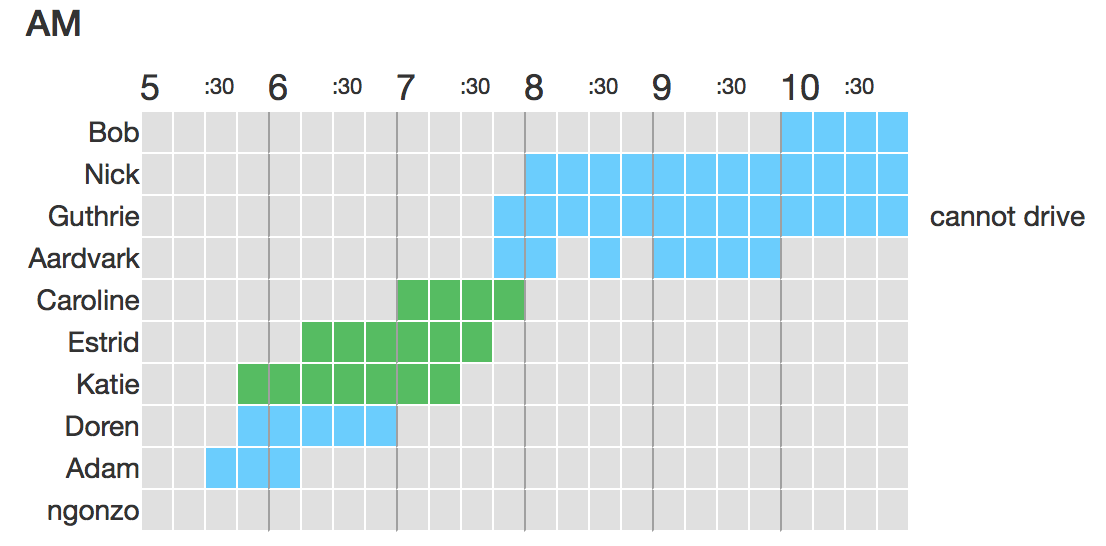 AM
5 :30 6 :30 7 :30 8 :30 9 :30 10 :30
Bob
Nick
Guthrie cannot drive
Aardvark
Caroline
Estrid
Katie
Doren
Adam
ngonzo